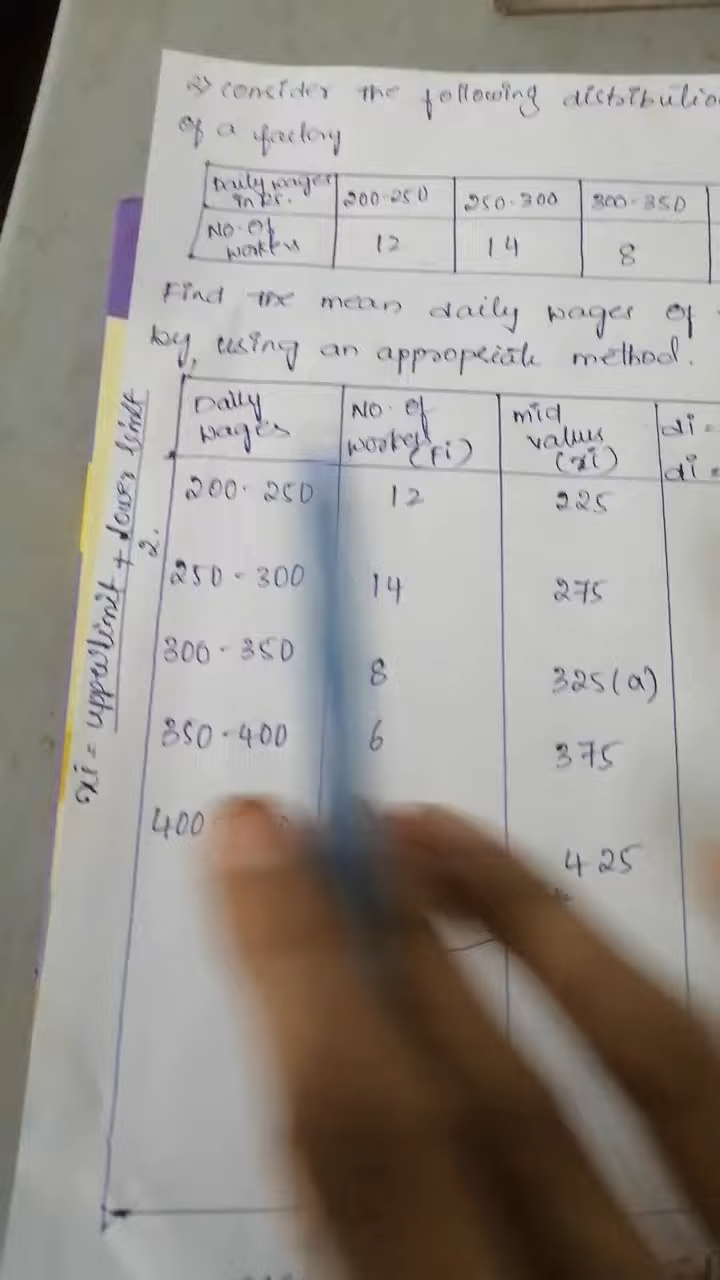 2) consider the following distributio
of a factory
Daily wages in Rs. 200-250 250-300 300-350
No. of workers 12 14 8
Find the mean daily wages of
by using an appropriate method.
Daily wages No. of workers (fi) mid values (xi) di =
di =
200-250 12 225
250-300 14 275
300-350 8 325(a)
350-400 6 375
400 425
xi = upper limit + lower limit
2.